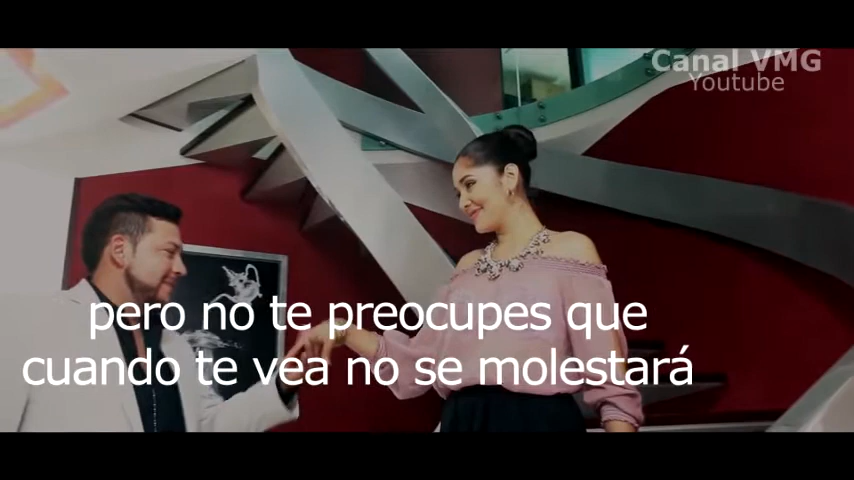 Canal VMG
Youtube
pero no te preocupes que
cuando te vea no se molestará